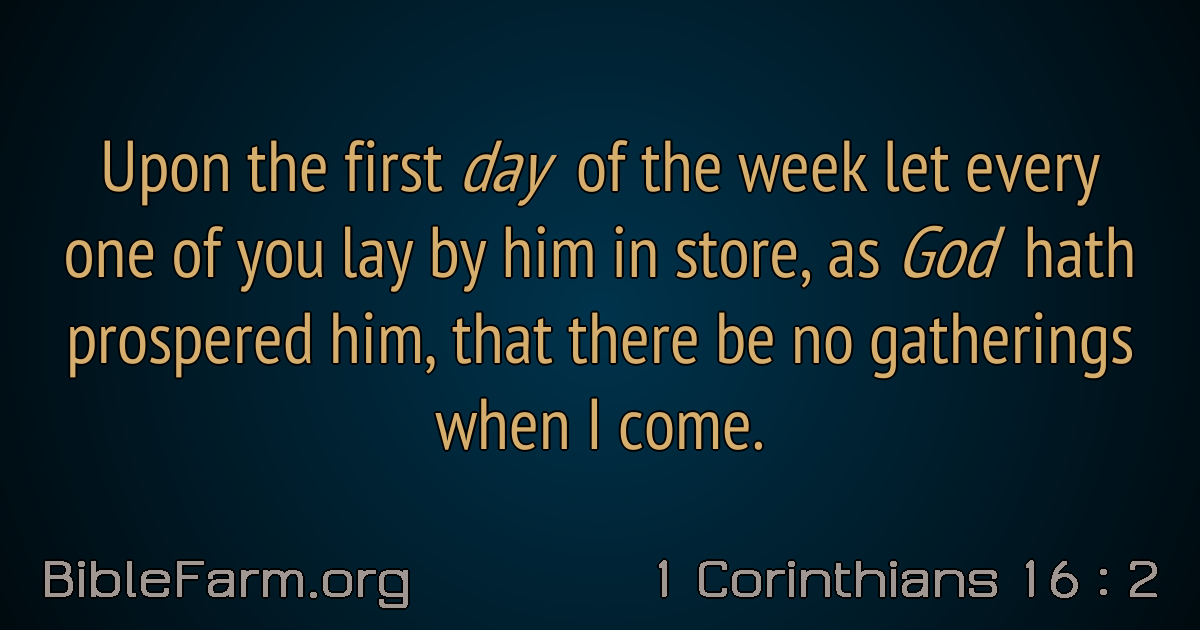 Upon the first day of the week let every
one of you lay by him in store, as God hath
prospered him, that there be no gatherings
when I come.
BibleFarm.org
1 Corinthians 16 : 2